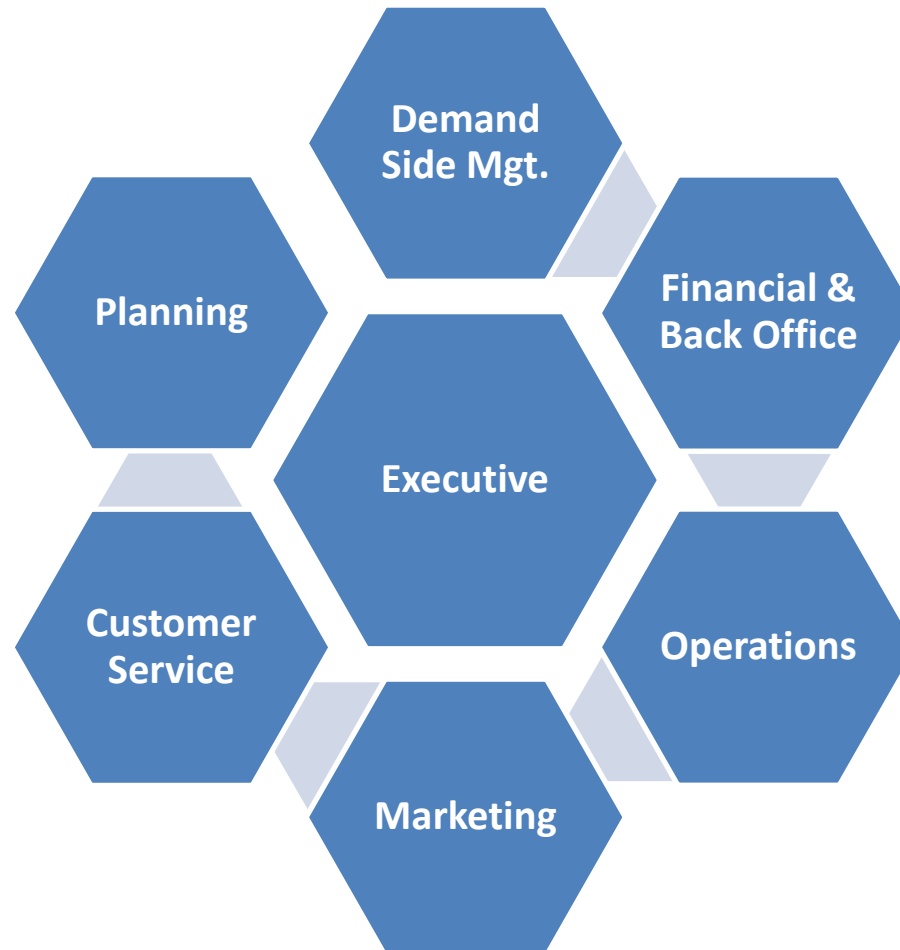 Demand
Side Mgt.
Financial &
Back Office
Planning
Executive
Customer
Service
Operations
Marketing